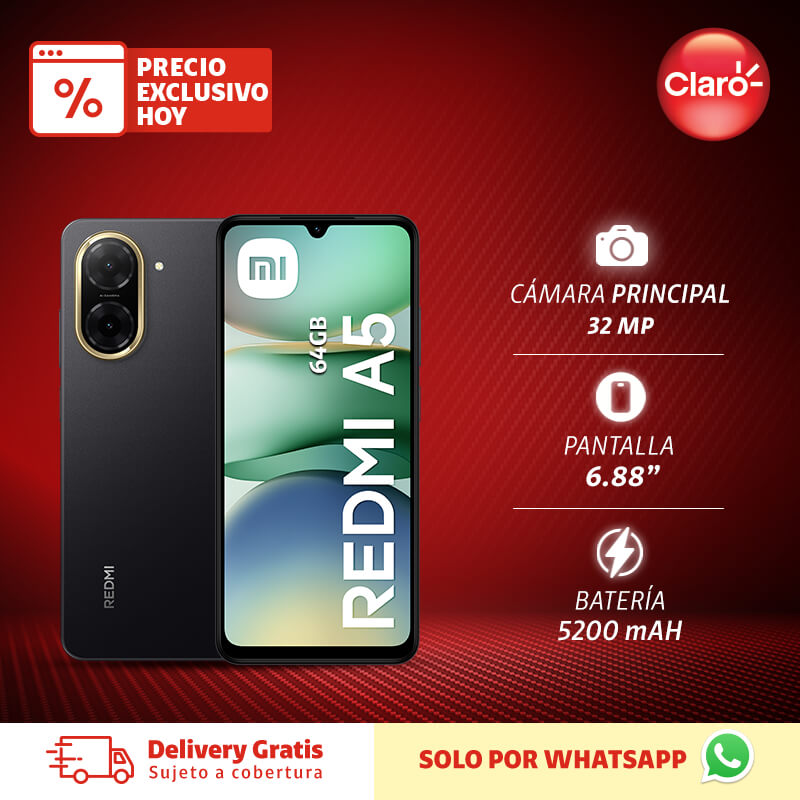 %
PRECIO
EXCLUSIVO
HOY
Claro
mi
64GB
REDMI A5
REDMI
CÁMARA PRINCIPAL
32 MP
PANTALLA
6.88”
BATERÍA
5200 mAH
Delivery Gratis
Sujeto a cobertura
SOLO POR WHATSAPP